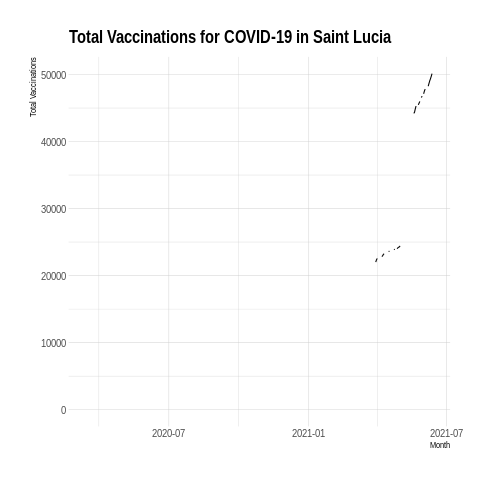 Total Vaccinations for COVID-19 in Saint Lucia
Total Vaccinations
50000
40000
30000
20000
10000
0
2020-07 2021-01 2021-07
Month